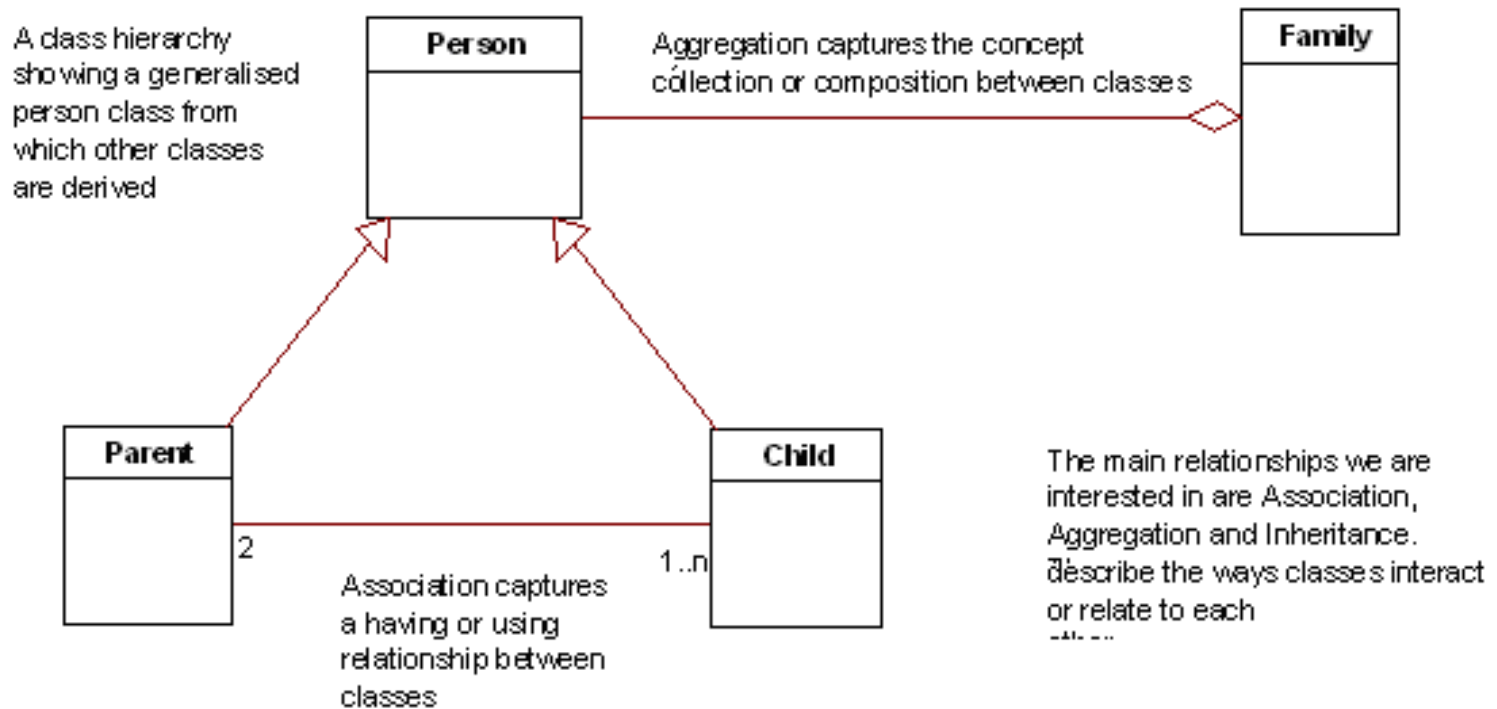 A class hierarchy
showing a generalised
person class from
which other classes
are derived
Person
Aggregation captures the concept
collection or composition between classes
Family
Parent
Child
2
1..n
Association captures
a having or using
relationship between
classes
The main relationships we are
interested in are Association,
Aggregation and Inheritance.
describe the ways classes interact
or relate to each